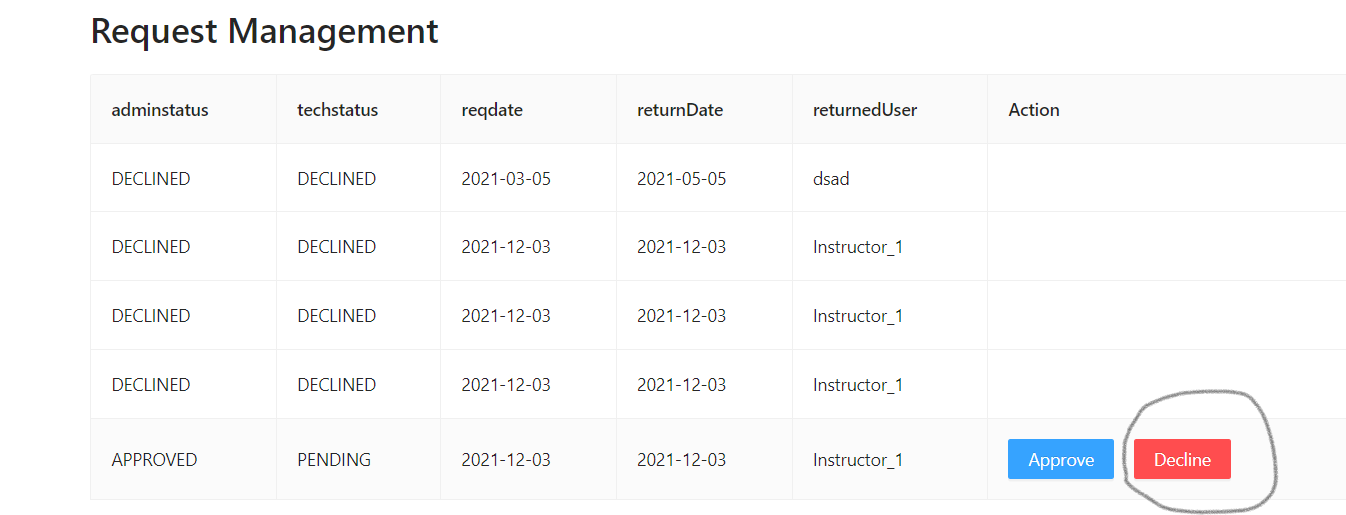 Request Management
adminstatus techstatus reqdate returnDate returnedUser Action
DECLINED DECLINED 2021-03-05 2021-05-05 dsad
DECLINED DECLINED 2021-12-03 2021-12-03 Instructor_1
DECLINED DECLINED 2021-12-03 2021-12-03 Instructor_1
DECLINED DECLINED 2021-12-03 2021-12-03 Instructor_1
APPROVED PENDING 2021-12-03 2021-12-03 Instructor_1 Approve Decline